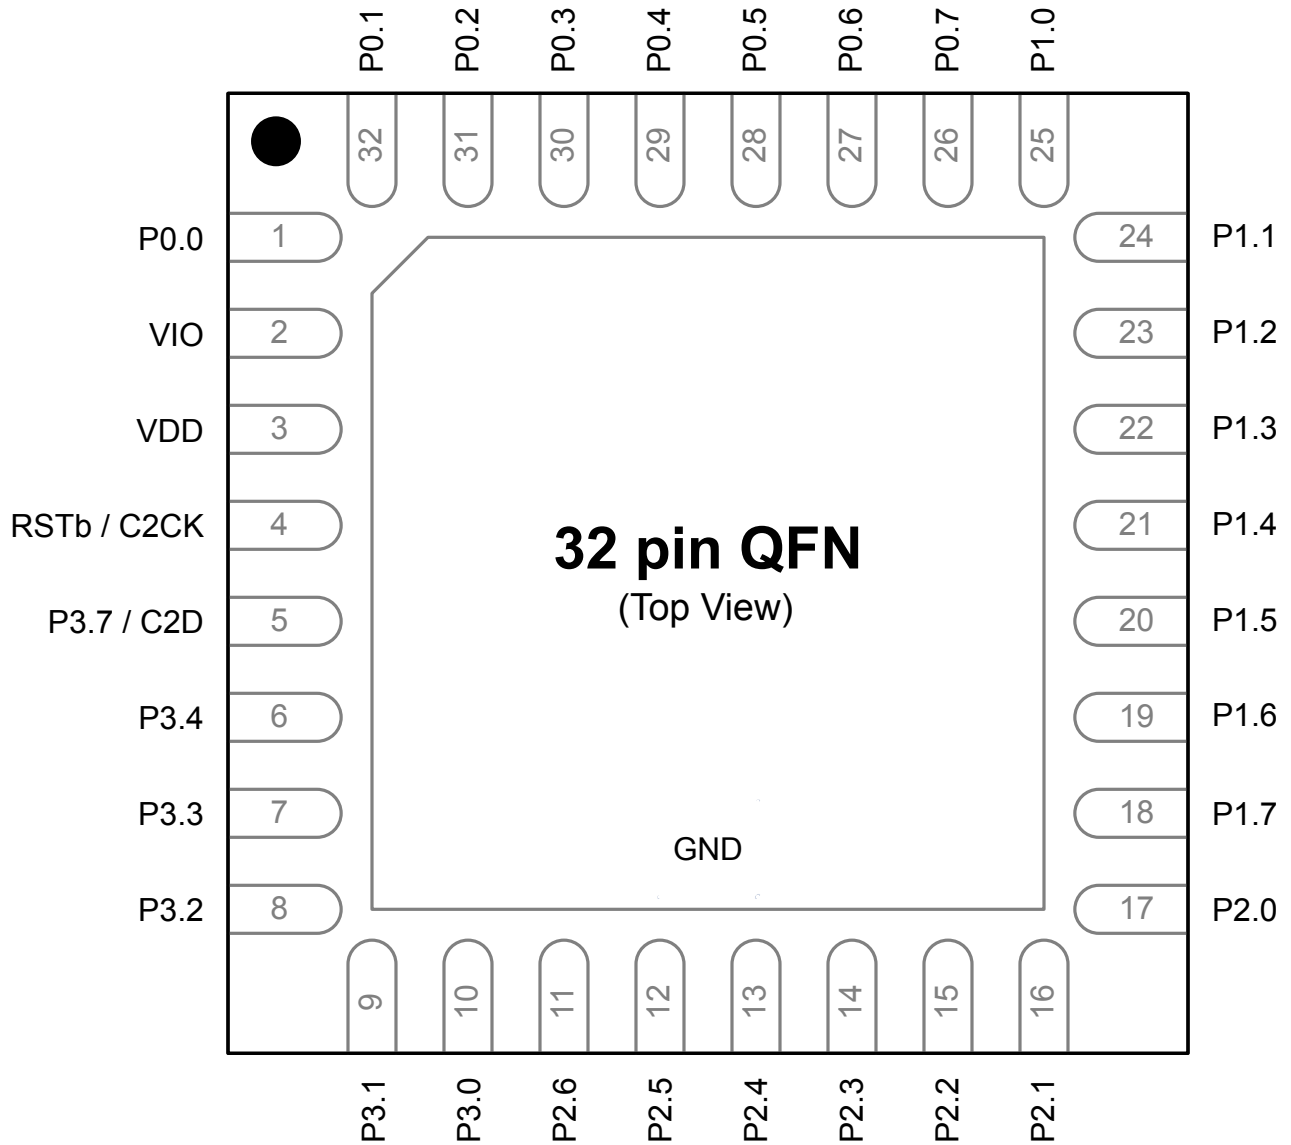 P0.1 P0.2 P0.3 P0.4 P0.5 P0.6 P0.7 P1.0
32 31 30 29 28 27 26 25
P0.0 1 24 P1.1
VIO 2 23 P1.2
VDD 3 22 P1.3
RSTb / C2CK 4 21 P1.4
32 pin QFN
(Top View)
P3.7 / C2D 5 20 P1.5
P3.4 6 19 P1.6
P3.3 7 18 P1.7
GND
P3.2 8 17 P2.0
9 10 11 12 13 14 15 16
P3.1 P3.0 P2.6 P2.5 P2.4 P2.3 P2.2 P2.1